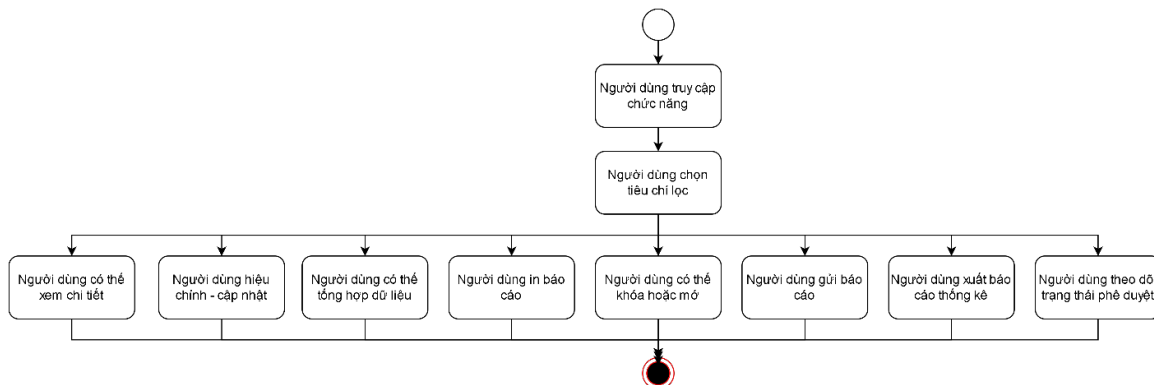 Người dùng truy cập
chức năng
Người dùng chọn
tiêu chí lọc
Người dùng có thể
xem chi tiết
Người dùng hiệu
chỉnh - cập nhật
Người dùng có thể
tổng hợp dữ liệu
Người dùng in báo
cáo
Người dùng có thể
khóa hoặc mở
Người dùng gửi báo
cáo
Người dùng xuất báo
cáo thống kê
Người dùng theo dõi
trạng thái phê duyệt